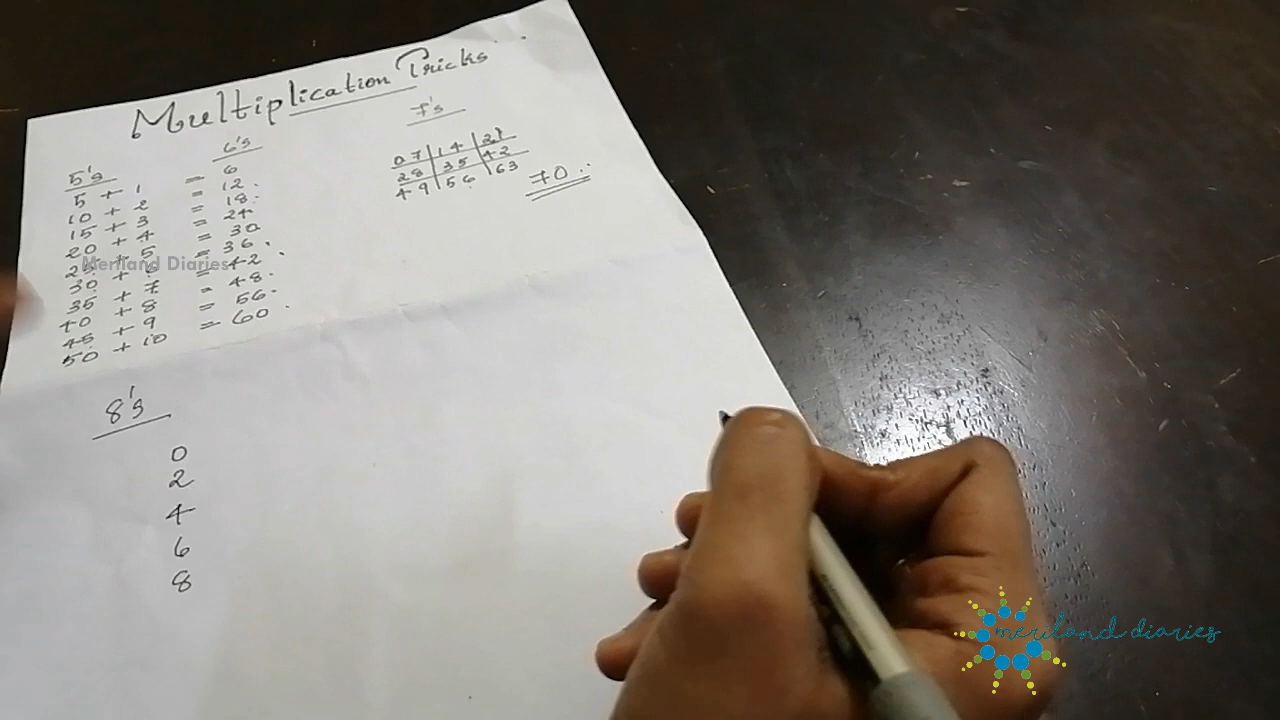 Multiplication Tricks ...
5's 6's
5 + 1 = 6
10 + 2 = 12.
15 + 3 = 18.
20 + 4 = 24
25 + 5 = 30
30 + 6 = 36.
35 + 7 = 42.
40 + 8 = 48.
45 + 9 = 56.
50 + 10 = 60.
7's
07 14 21
28 35 42
49 56 63
70.
8's
0
2
4
6
8
Meriland Diaries
meriland diaries